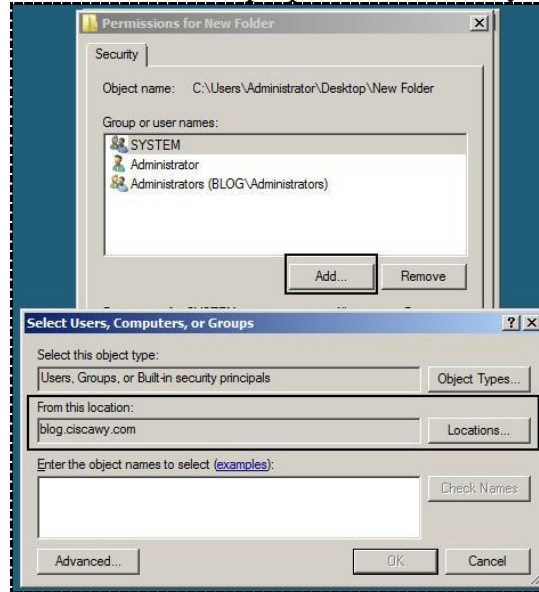 Permissions for New Folder
Security
Object name: C:\Users\Administrator\Desktop\New Folder
Group or user names:
SYSTEM
Administrator
Administrators (BLOG\Administrators)
Add... Remove
Select Users, Computers, or Groups
Select this object type:
Users, Groups, or Built-in security principals Object Types...
From this location:
blog.ciscawy.com Locations...
Enter the object names to select (examples):
Check Names
Advanced... OK Cancel